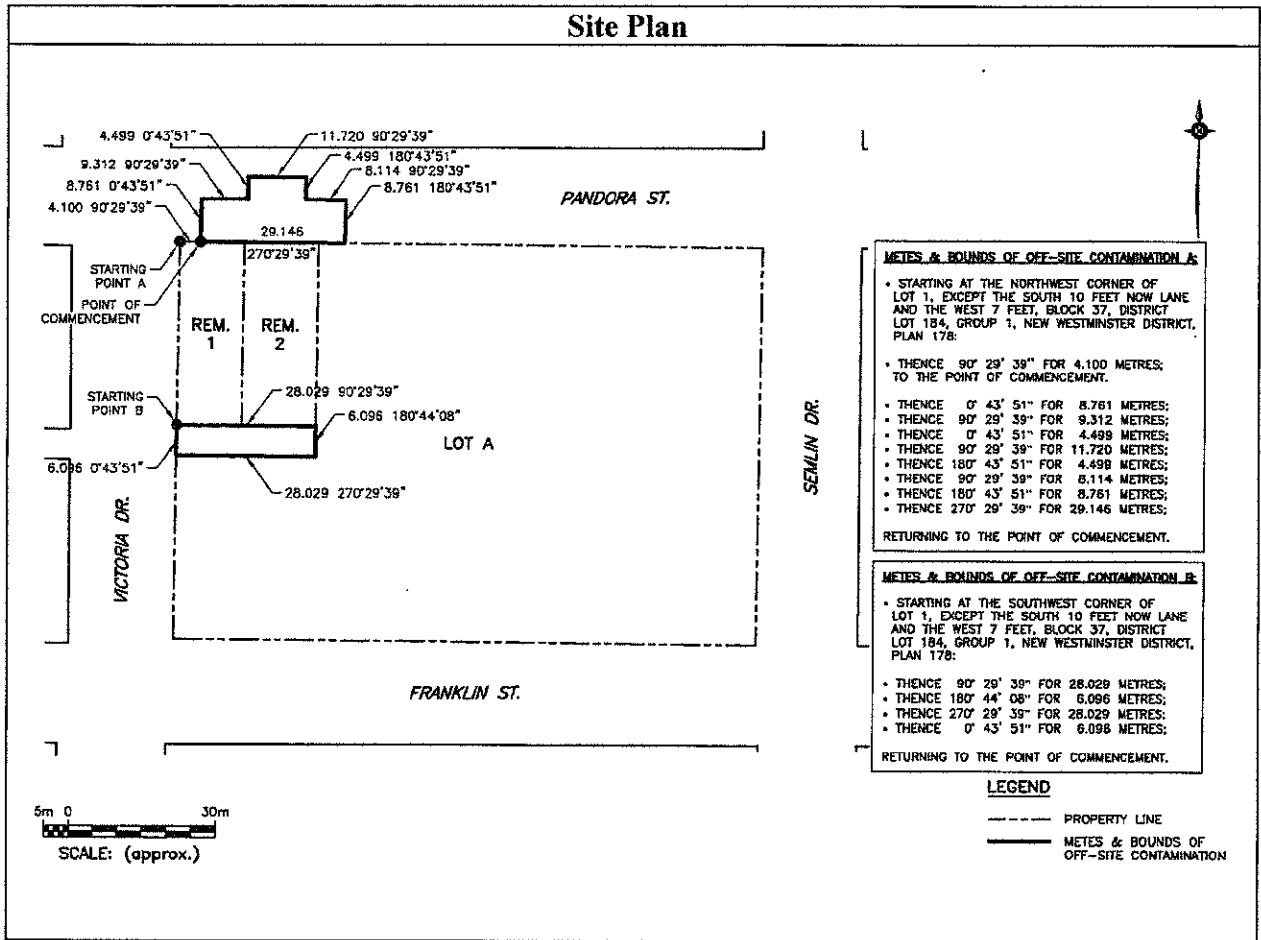 Site Plan
4.499 0°43'51"
11.720 90°29'39"
9.312 90°29'39"
4.499 180°43'51"
8.114 90°29'39"
8.761 0°43'51"
8.761 180°43'51"
4.100 90°29'39"
PANDORA ST.
29.146
270°29'39"
STARTING
POINT A
POINT OF
COMMENCEMENT
REM.
1
REM.
2
28.029 90°29'39"
STARTING
POINT B
6.096 180°44'08"
LOT A
6.096 0°43'51"
28.029 270°29'39"
VICTORIA DR.
SEMLIN DR.
FRANKLIN ST.
METES & BOUNDS OF OFF-SITE CONTAMINATION A:
• STARTING AT THE NORTHWEST CORNER OF
LOT 1, EXCEPT THE SOUTH 10 FEET NOW LANE
AND THE WEST 7 FEET, BLOCK 37, DISTRICT
LOT 184, GROUP 1, NEW WESTMINSTER DISTRICT,
PLAN 178:
• THENCE 90° 29' 39" FOR 4.100 METRES;
TO THE POINT OF COMMENCEMENT.
• THENCE 0° 43' 51" FOR 8.761 METRES;
• THENCE 90° 29' 39" FOR 9.312 METRES;
• THENCE 0° 43' 51" FOR 4.499 METRES;
• THENCE 90° 29' 39" FOR 11.720 METRES;
• THENCE 180° 43' 51" FOR 4.499 METRES;
• THENCE 90° 29' 39" FOR 8.114 METRES;
• THENCE 180° 43' 51" FOR 8.761 METRES;
• THENCE 270° 29' 39" FOR 29.146 METRES;
RETURNING TO THE POINT OF COMMENCEMENT.
METES & BOUNDS OF OFF-SITE CONTAMINATION B:
• STARTING AT THE SOUTHWEST CORNER OF
LOT 1, EXCEPT THE SOUTH 10 FEET NOW LANE
AND THE WEST 7 FEET, BLOCK 37, DISTRICT
LOT 184, GROUP 1, NEW WESTMINSTER DISTRICT,
PLAN 178:
• THENCE 90° 29' 39" FOR 28.029 METRES;
• THENCE 180° 44' 08" FOR 6.096 METRES;
• THENCE 270° 29' 39" FOR 28.029 METRES;
• THENCE 0° 43' 51" FOR 6.096 METRES;
RETURNING TO THE POINT OF COMMENCEMENT.
LEGEND
PROPERTY LINE
METES & BOUNDS OF
OFF-SITE CONTAMINATION
5m 0 30m
SCALE: (approx.)